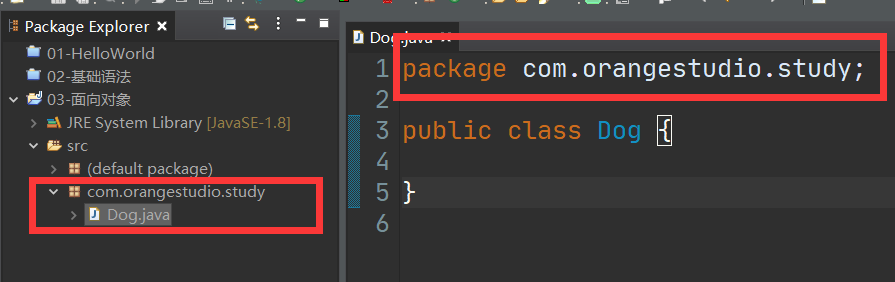 Package Explorer
01-HelloWorld
02-基础语法
03-面向对象
JRE System Library [JavaSE-1.8]
src
(default package)
com.orangestudio.study
Dog.java
Dog.java
1 package com.orangestudio.study;
2
3 public class Dog {
4
5 }
6